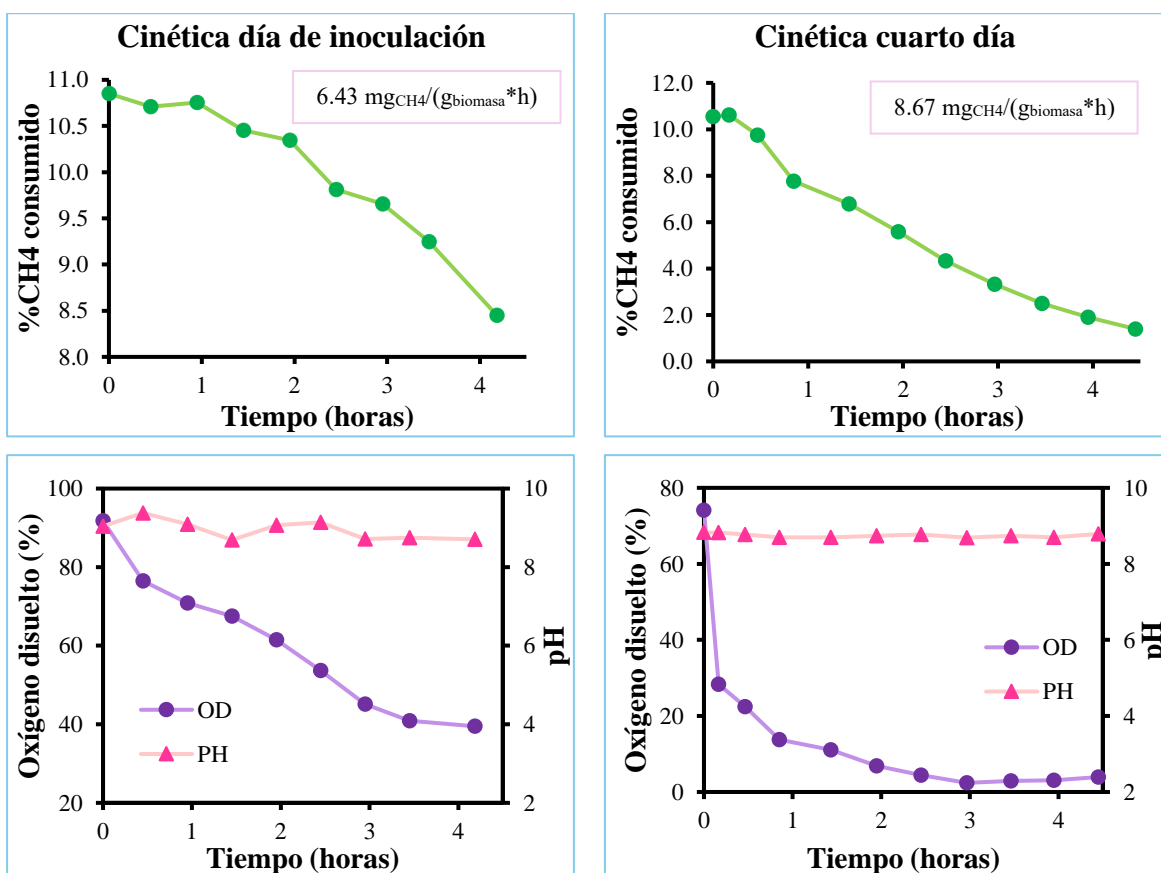 Cinética día de inoculación
6.43 mgCH4/(gbiomasa*h)
%CH4 consumido
11.0
10.5
10.0
9.5
9.0
8.5
8.0
0 1 2 3 4
Tiempo (horas)
Cinética cuarto día
8.67 mgCH4/(gbiomasa*h)
%CH4 consumido
12.0
10.0
8.0
6.0
4.0
2.0
0.0
0 1 2 3 4
Tiempo (horas)
Oxígeno disuelto (%)
100
80
60
40
20
OD
PH
10
8
6
4
2
pH
0 1 2 3 4
Tiempo (horas)
Oxígeno disuelto (%)
80
60
40
20
0
OD
PH
10
8
6
4
2
pH
0 1 2 3 4
Tiempo (horas)